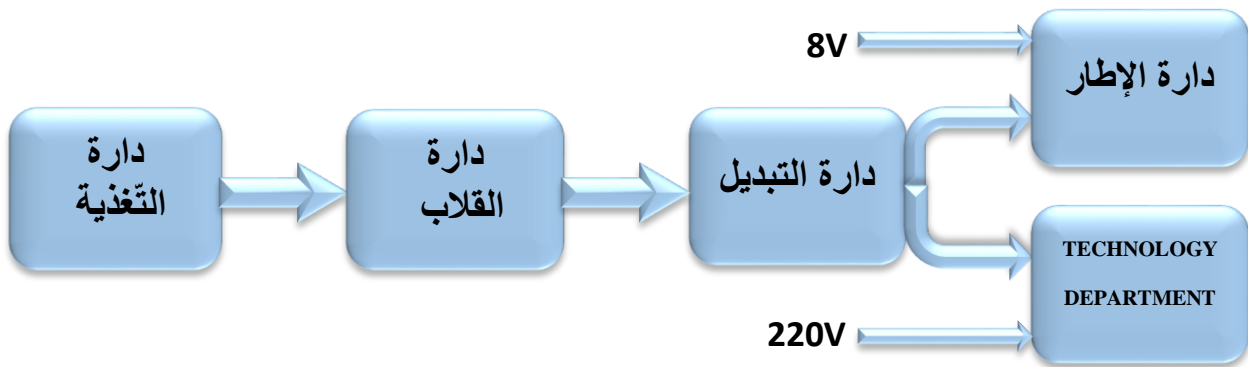 8V
دارة الإطار
دارة
التّغذية
دارة
القلاب
دارة التبديل
TECHNOLOGY
DEPARTMENT
220V